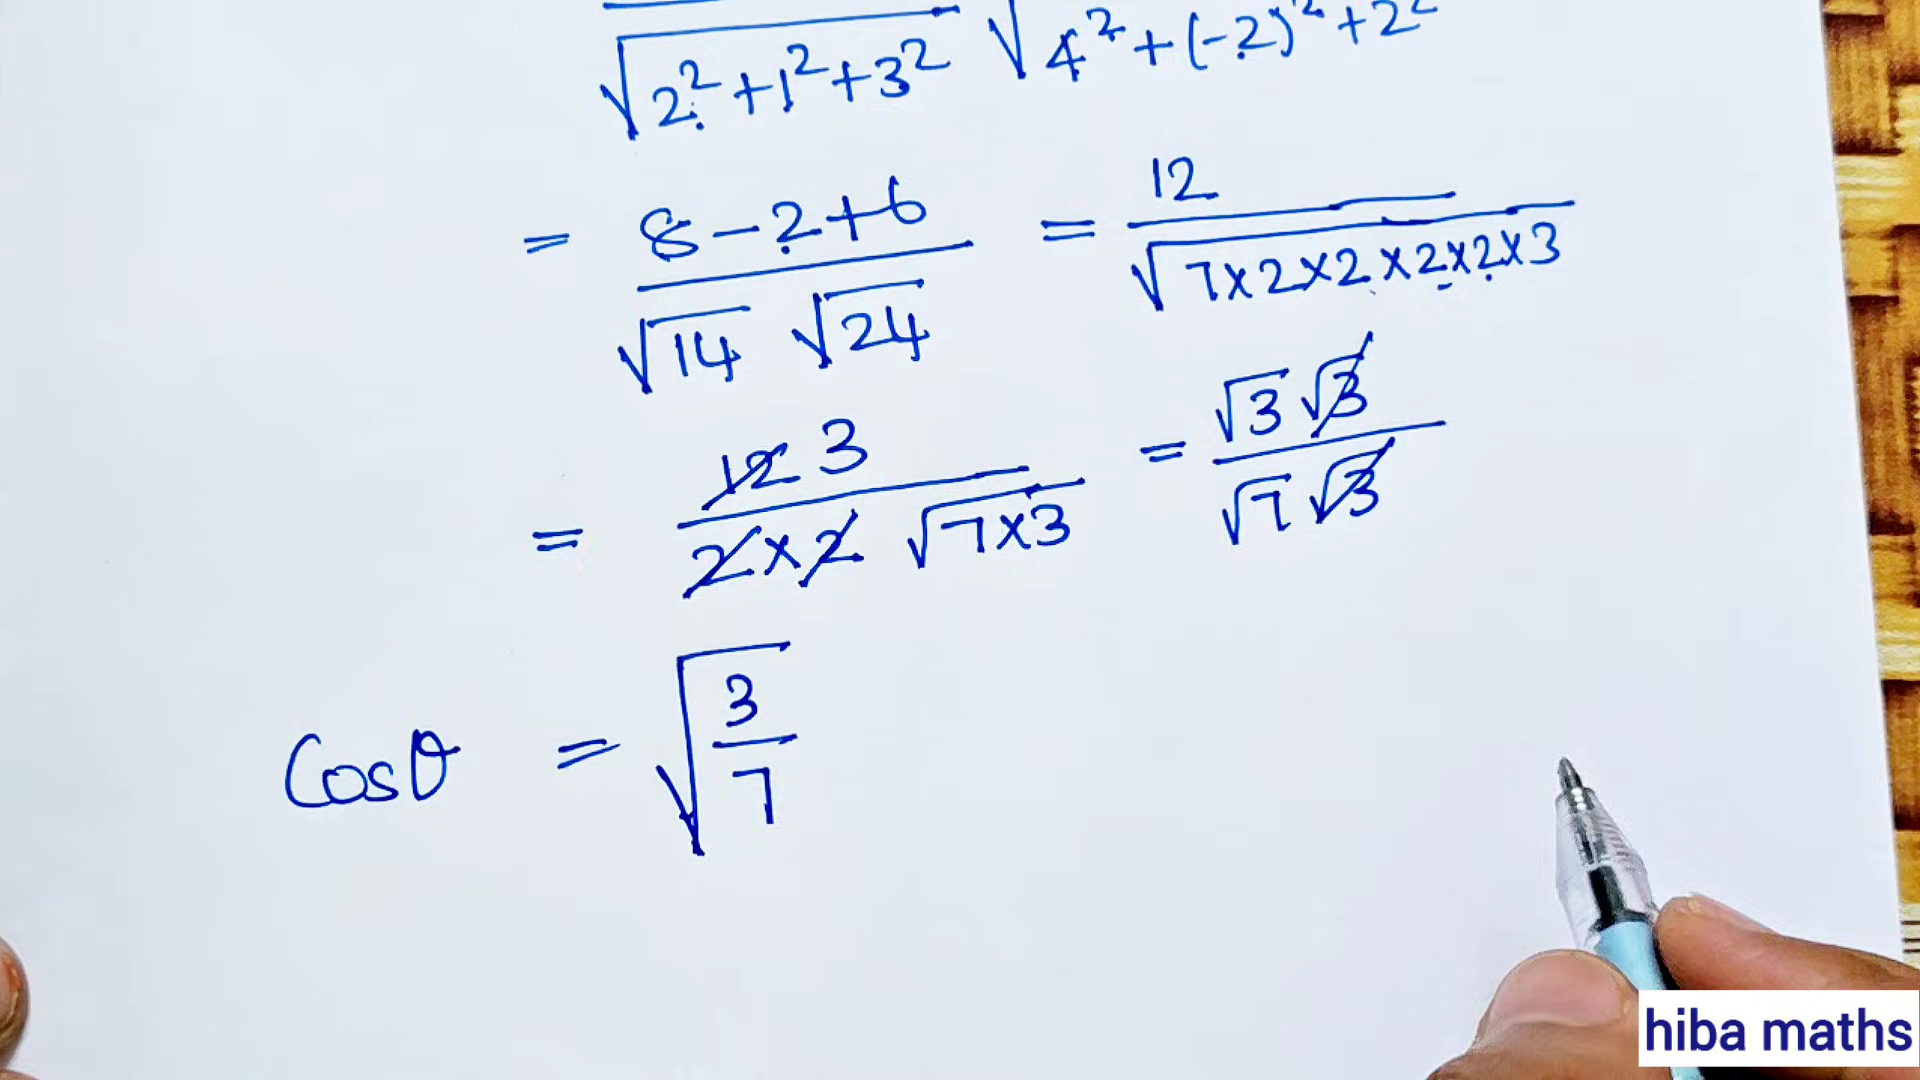 √(2²+1²+3²) √(4²+(-2)²+2²
= (8-2+6)/(√14 √24) = 12/√(7×2×2×2×2×3)
= 12 3/(2×2 √(7×3)) = √3√3/(√7√3)
Cosθ = √(3/7)
hiba maths